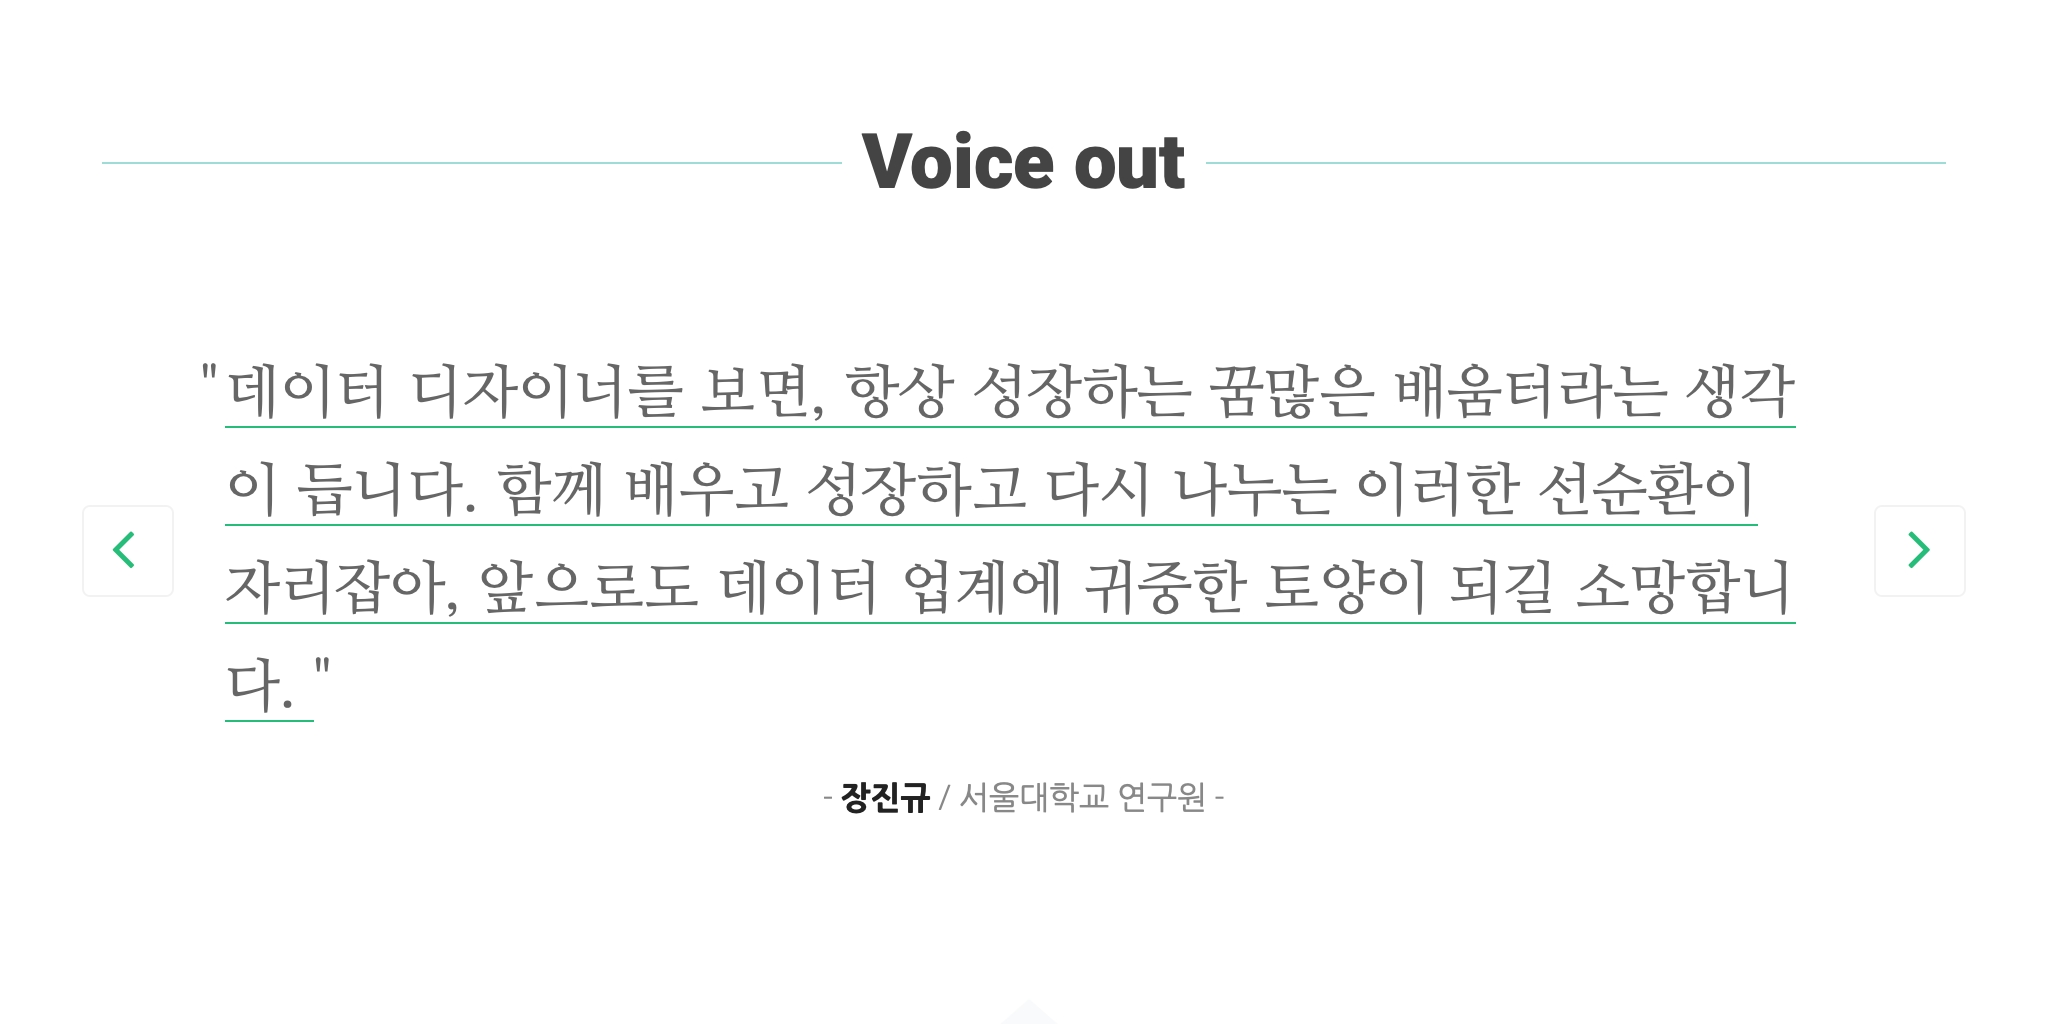 Voice out
"데이터 디자이너를 보면, 항상 성장하는 꿈많은 배움터라는 생각
이 듭니다. 함께 배우고 성장하고 다시 나누는 이러한 선순환이
자리잡아, 앞으로도 데이터 업계에 귀중한 토양이 되길 소망합니
다. "
- 장진규 / 서울대학교 연구원 -